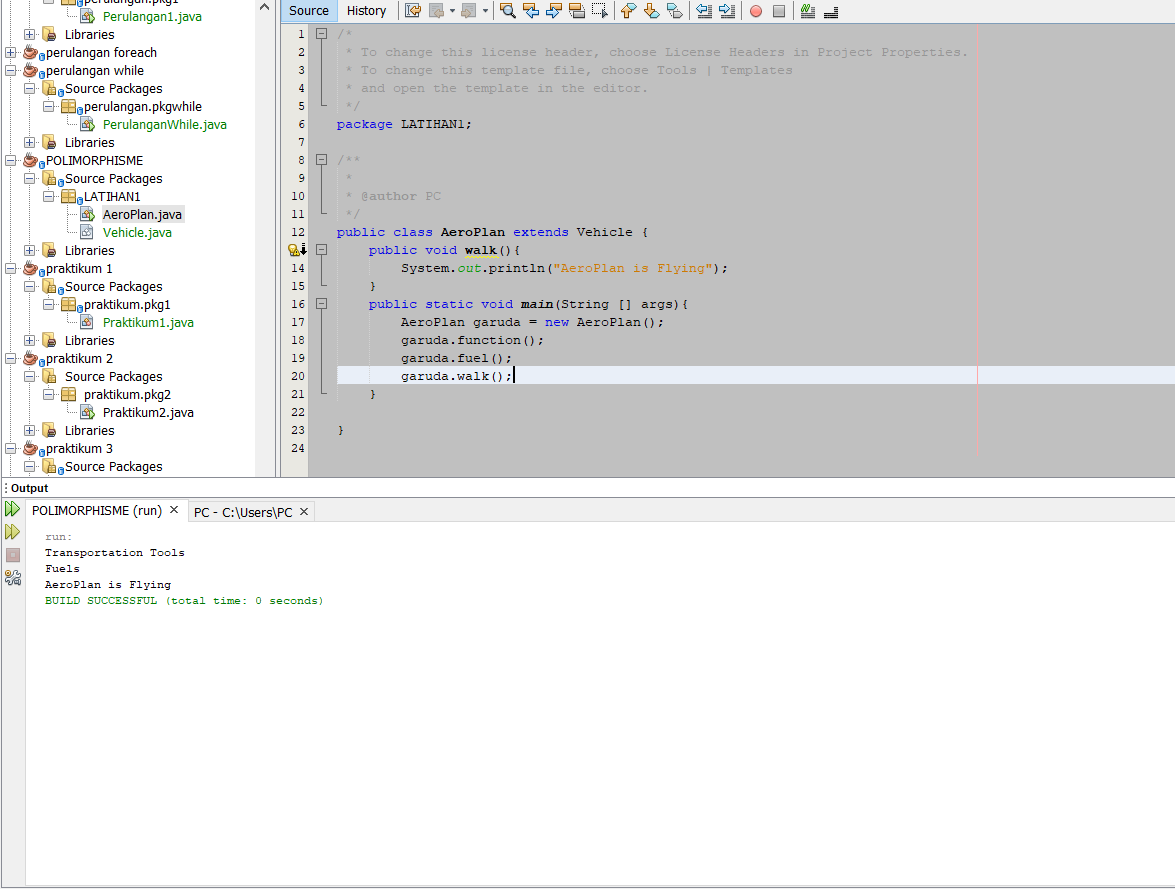 perulangan.pkg1
Perulangan1.java
Libraries
perulangan foreach
perulangan while
Source Packages
perulangan.pkgwhile
PerulanganWhile.java
Libraries
POLIMORPHISME
Source Packages
LATIHAN1
AeroPlan.java
Vehicle.java
Libraries
praktikum 1
Source Packages
praktikum.pkg1
Praktikum1.java
Libraries
praktikum 2
Source Packages
praktikum.pkg2
Praktikum2.java
Libraries
praktikum 3
Source Packages
Source History
1 /*
2 * To change this license header, choose License Headers in Project Properties.
3 * To change this template file, choose Tools | Templates
4 * and open the template in the editor.
5 */
6 package LATIHAN1;
7
8 /**
9 *
10 * @author PC
11 */
12 public class AeroPlan extends Vehicle {
public void walk(){
14 System.out.println("AeroPlan is Flying");
15 }
16 public static void main(String [] args){
17 AeroPlan garuda = new AeroPlan();
18 garuda.function();
19 garuda.fuel();
20 garuda.walk();
21 }
22
23 }
24
Output
POLIMORPHISME (run) PC - C:\Users\PC
run:
Transportation Tools
Fuels
AeroPlan is Flying
BUILD SUCCESSFUL (total time: 0 seconds)